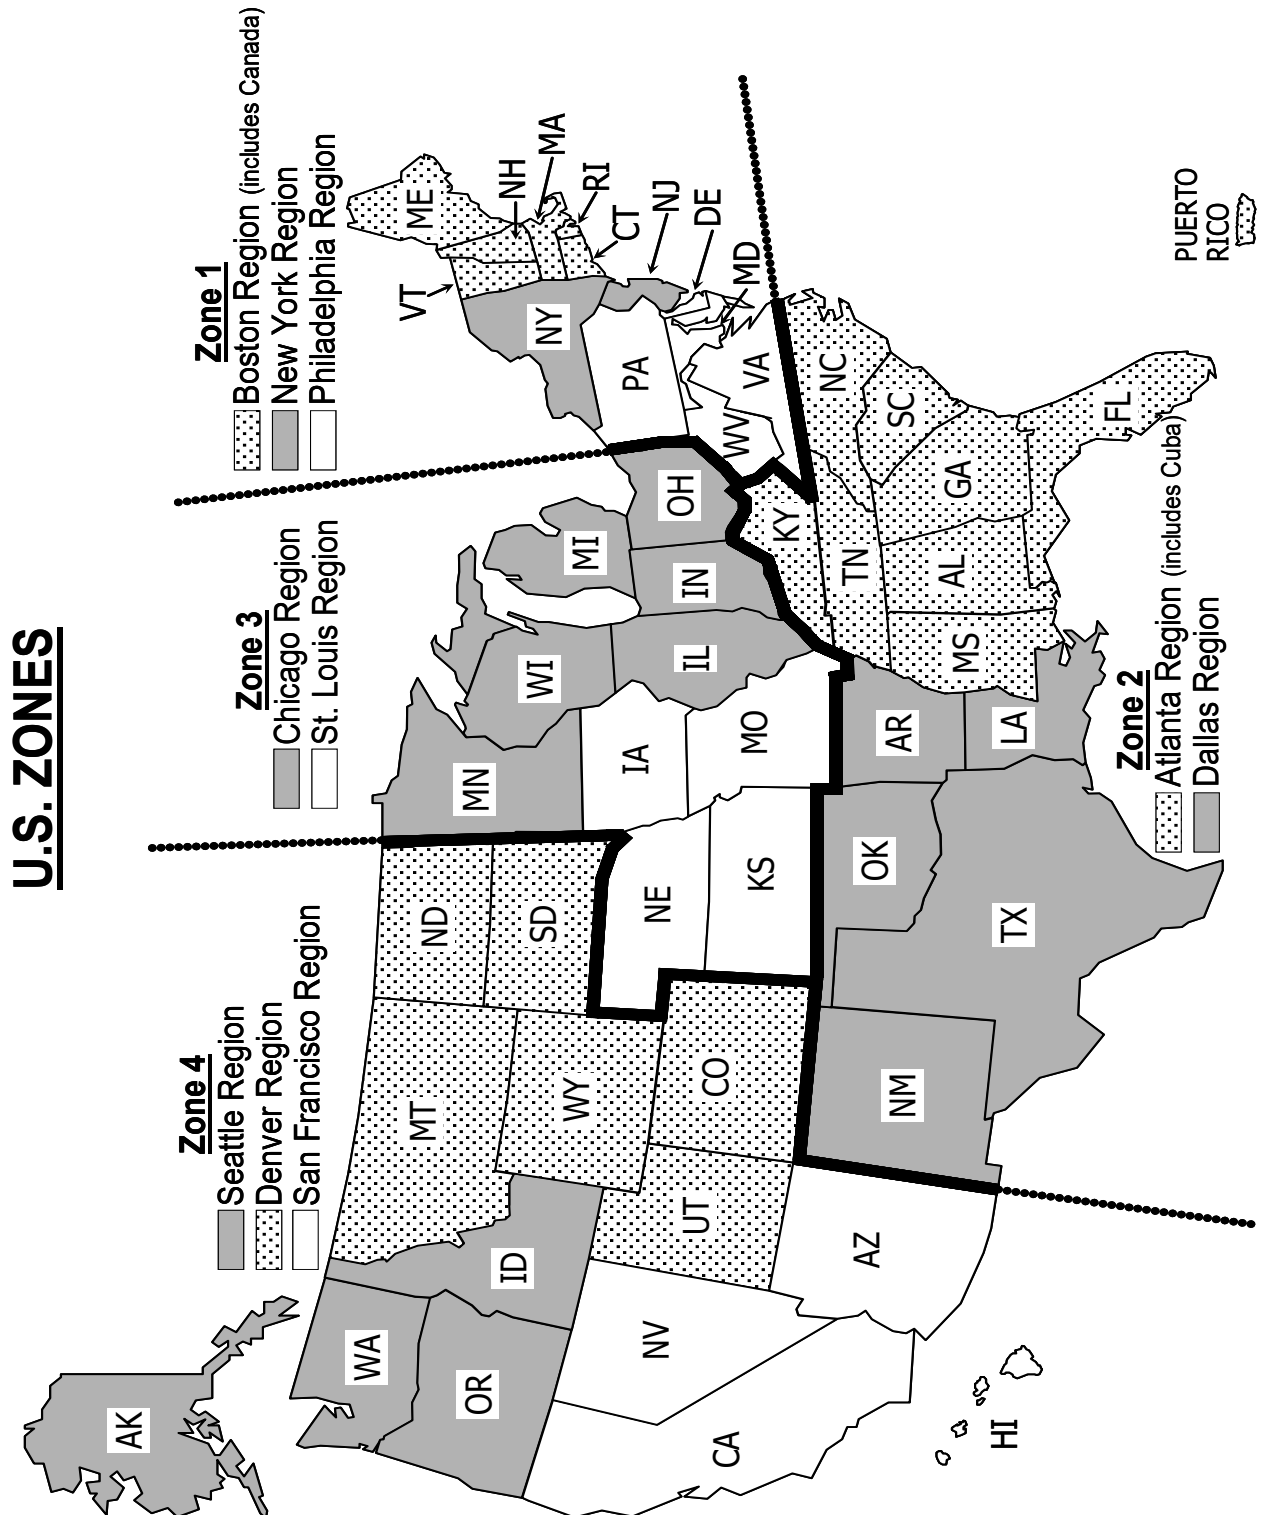 U.S. ZONES
Zone 4
Seattle Region
Denver Region
San Francisco Region
Zone 3
Chicago Region
St. Louis Region
Zone 1
Boston Region (includes Canada)
New York Region
Philadelphia Region
AK
WA
OR
ID
MT
ND
SD
WY
MN
WI
MI
IA
NE
NV
UT
CO
KS
MO
IL
IN
OH
CA
AZ
NM
OK
AR
TX
LA
KY
TN
MS
AL
GA
SC
NC
FL
WV
VA
PA
NY
VT
ME
NH
MA
RI
CT
NJ
DE
MD
HI
Zone 2
Atlanta Region (includes Cuba)
Dallas Region
PUERTO
RICO